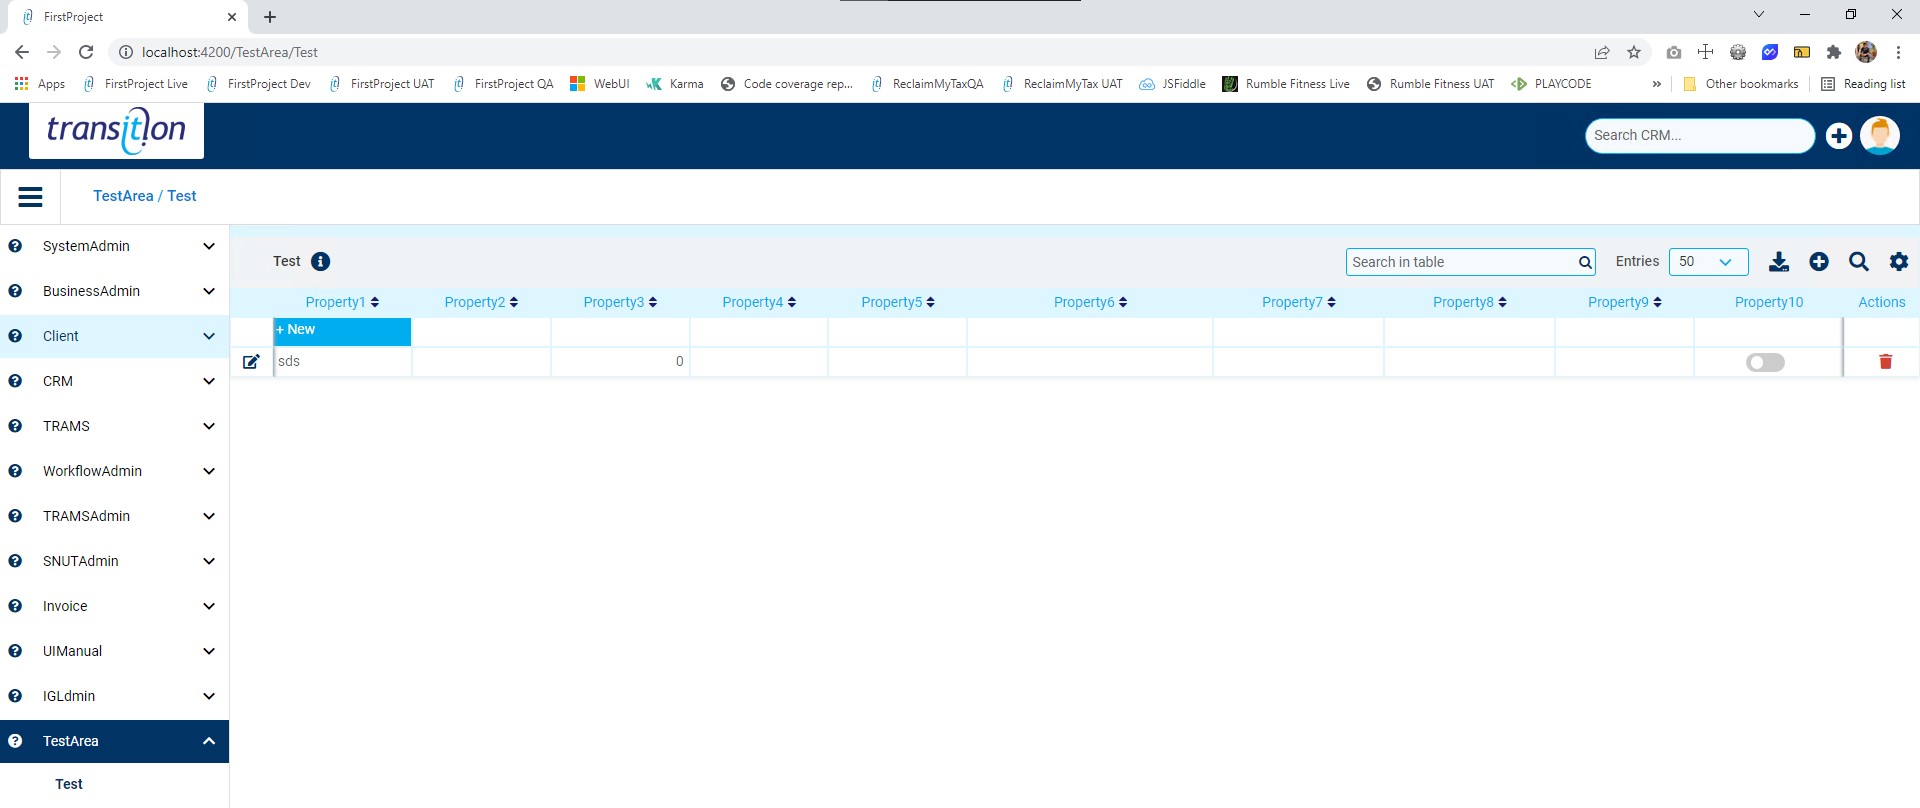 FirstProject
localhost:4200/TestArea/Test
Apps FirstProject Live FirstProject Dev FirstProject UAT FirstProject QA WebUI Karma Code coverage rep... ReclaimMyTaxQA ReclaimMyTax UAT JSFiddle Rumble Fitness Live Rumble Fitness UAT PLAYCODE » Other bookmarks Reading list
transition
Search CRM...
TestArea / Test
SystemAdmin
BusinessAdmin
Client
CRM
TRAMS
WorkflowAdmin
TRAMSAdmin
SNUTAdmin
Invoice
UIManual
IGLdmin
TestArea
Test
Test Search in table Entries 50
Property1 Property2 Property3 Property4 Property5 Property6 Property7 Property8 Property9 Property10 Actions
+ New
sds 0